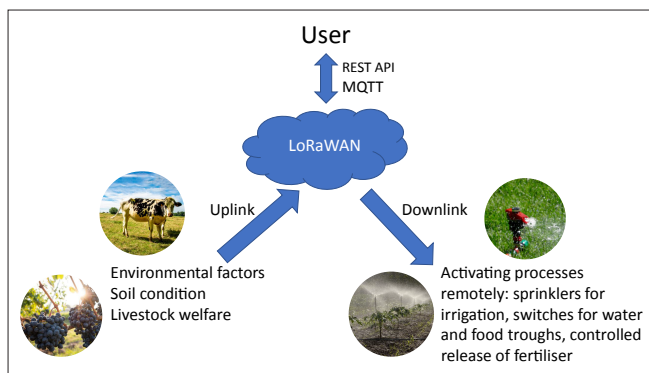 User
REST API
MQTT
LoRaWAN
Uplink
Downlink
Environmental factors
Soil condition
Livestock welfare
Activating processes
remotely: sprinklers for
irrigation, switches for water
and food troughs, controlled
release of fertiliser